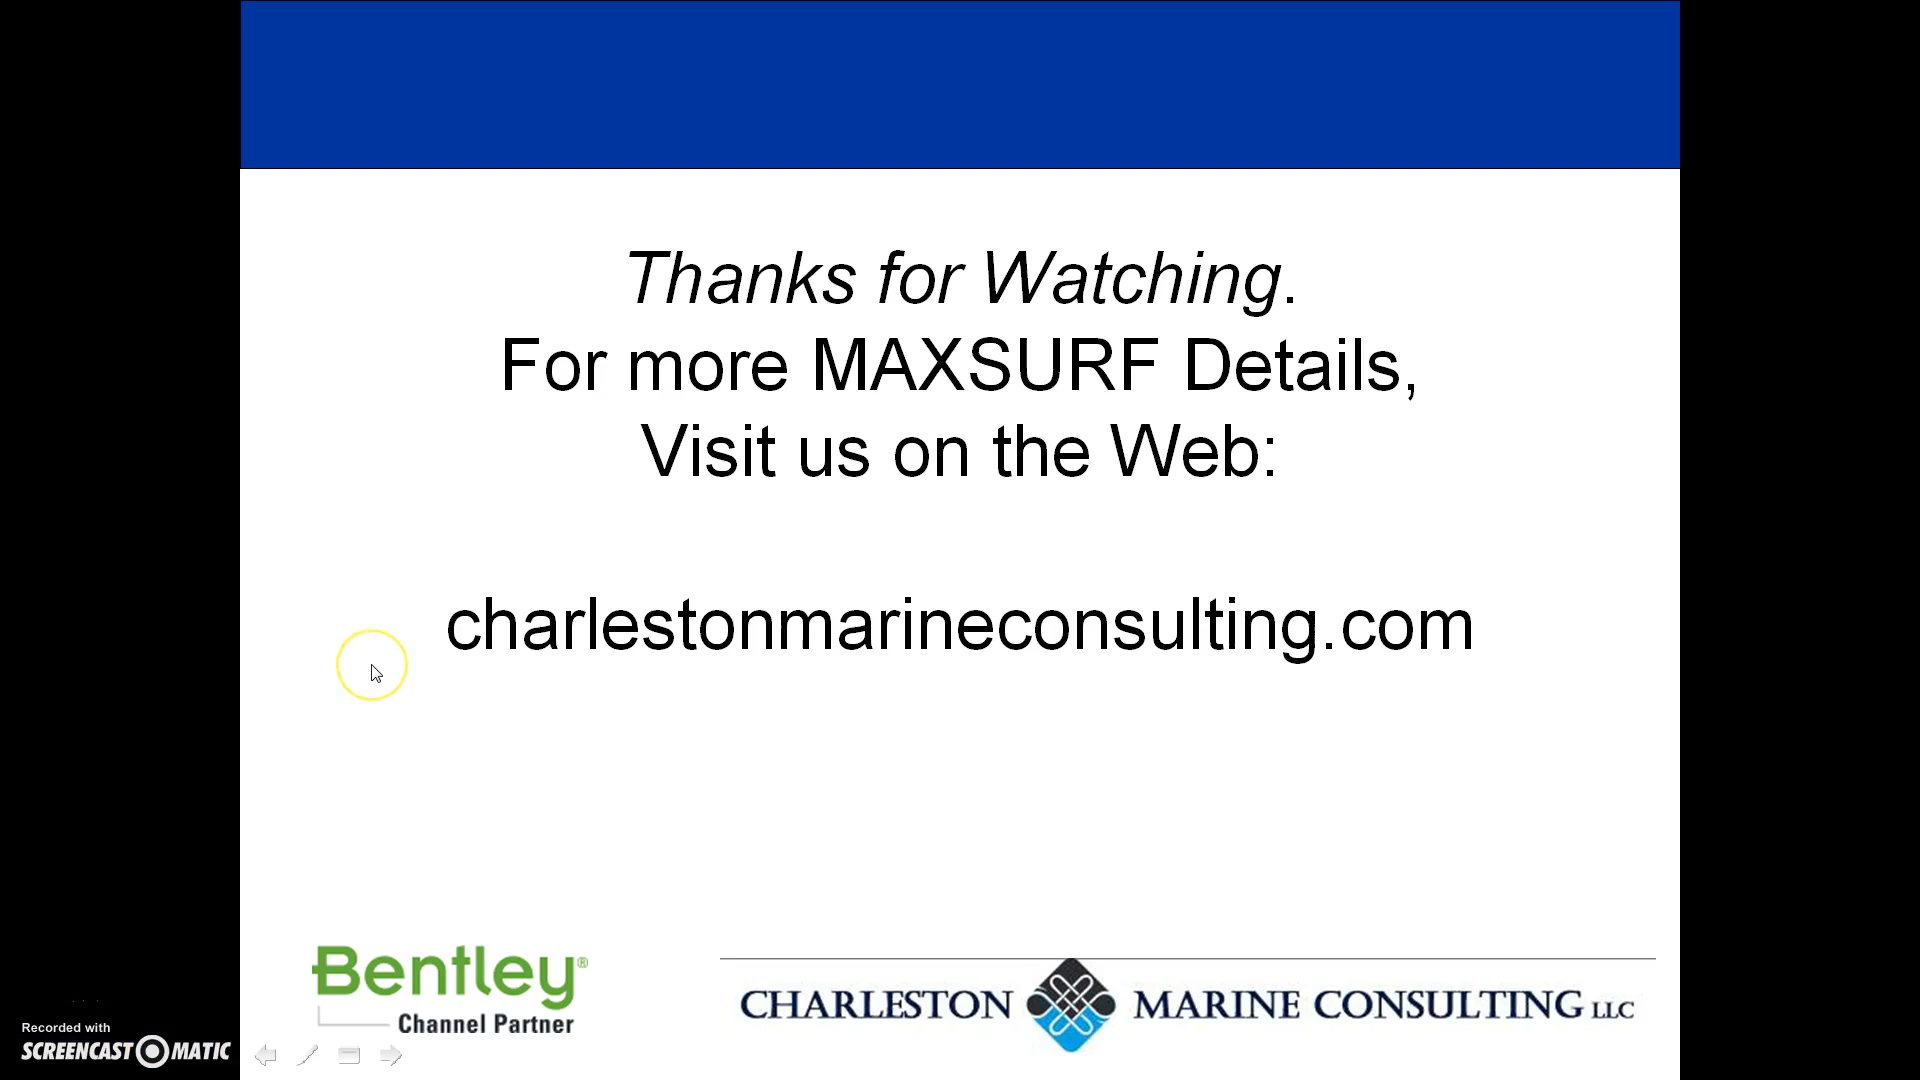 Thanks for Watching.
For more MAXSURF Details,
Visit us on the Web:
charlestonmarineconsulting.com
Bentley®
Channel Partner
CHARLESTON MARINE CONSULTING LLC
Recorded with
SCREENCAST MATIC